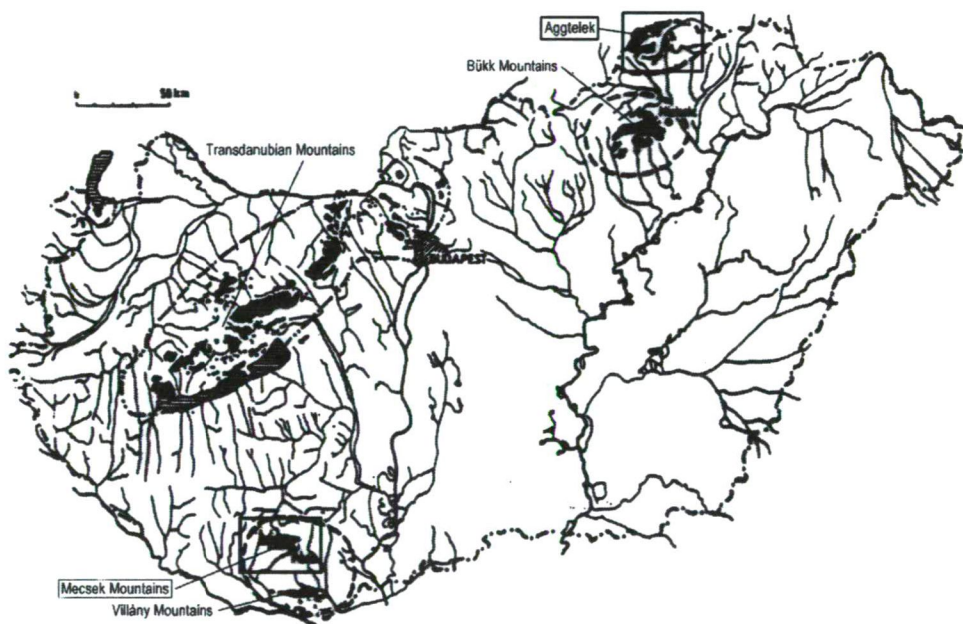 Aggtelek
Bükk Mountains
50 km
Transdanubian Mountains
BUDAPEST
Mecsek Mountains
Villány Mountains